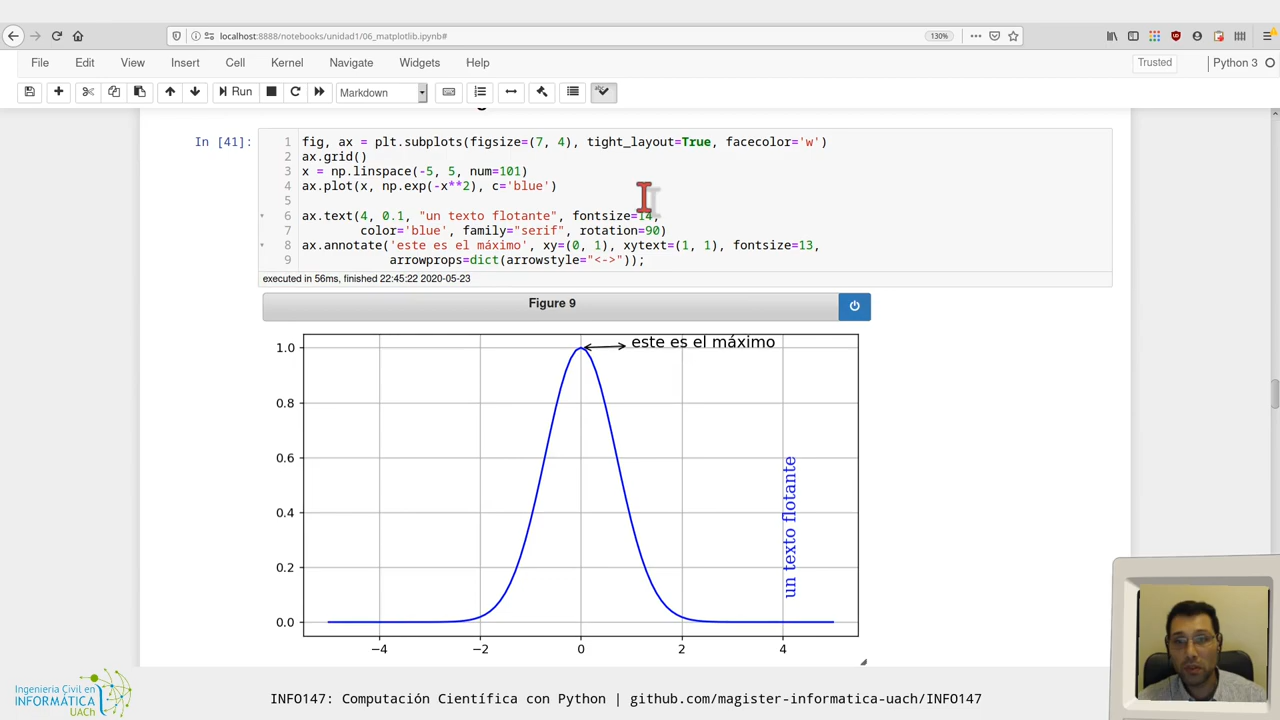 localhost:8888/notebooks/unidad1/06_matplotlib.ipynb#
130%
File Edit View Insert Cell Kernel Navigate Widgets Help
Trusted
Python 3
Run
Markdown
In [41]:
1 fig, ax = plt.subplots(figsize=(7, 4), tight_layout=True, facecolor='w')
2 ax.grid()
3 x = np.linspace(-5, 5, num=101)
4 ax.plot(x, np.exp(-x**2), c='blue')
5
6 ax.text(4, 0.1, "un texto flotante", fontsize=14,
7 color='blue', family="serif", rotation=90)
8 ax.annotate('este es el máximo', xy=(0, 1), xytext=(1, 1), fontsize=13,
9 arrowprops=dict(arrowstyle="<->"));
executed in 56ms, finished 22:45:22 2020-05-23
Figure 9
este es el máximo
un texto flotante
1.0
0.8
0.6
0.4
0.2
0.0
−4 −2 0 2 4
Ingeniería Civil en
INFORMÁTICA
UACh
INFO147: Computación Científica con Python | github.com/magister-informatica-uach/INFO147